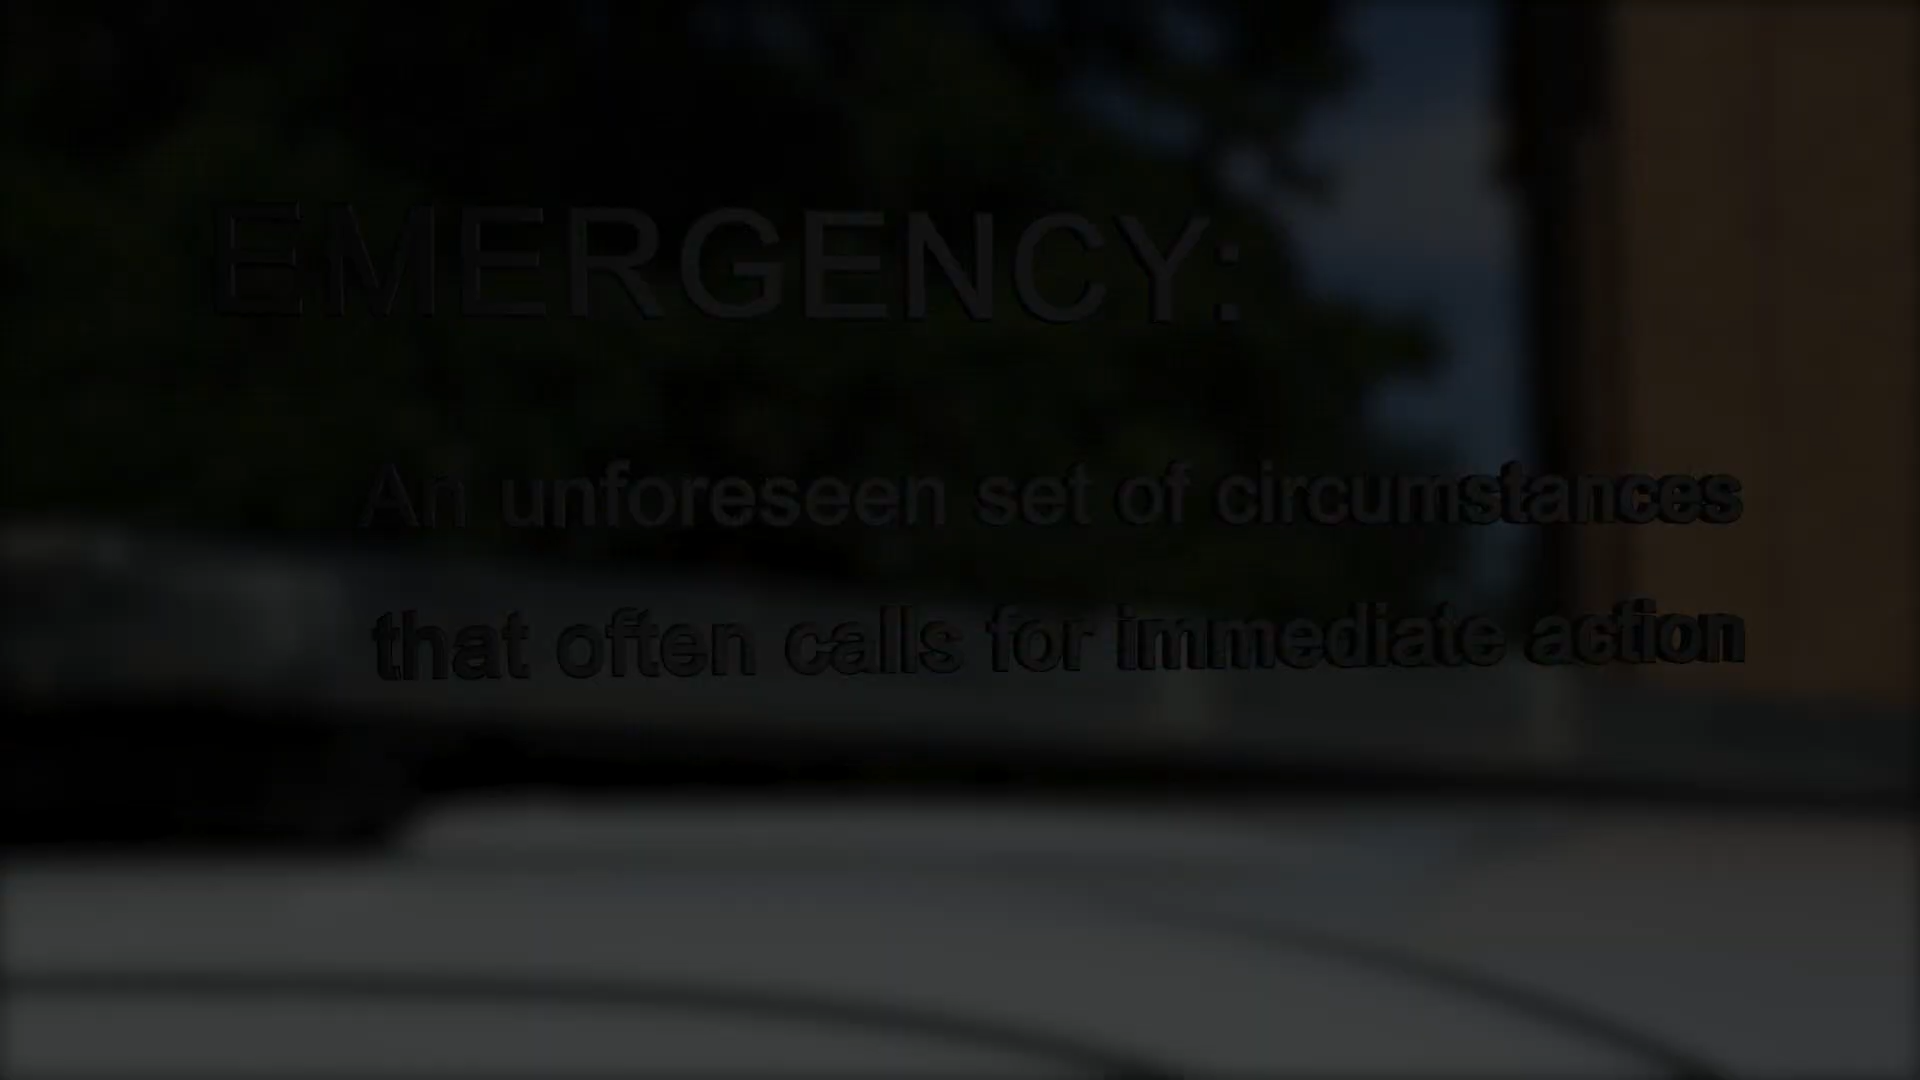 EMERGENCY:
An unforeseen set of circumstances
that often calls for immediate action